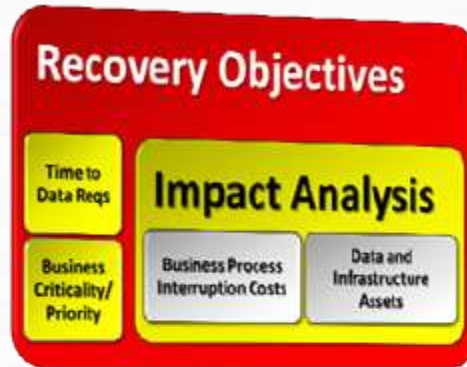 Recovery Objectives
Time to
Data Reqs
Business
Criticality/
Priority
Impact Analysis
Business Process
Interruption Costs
Data and
Infrastructure
Assets